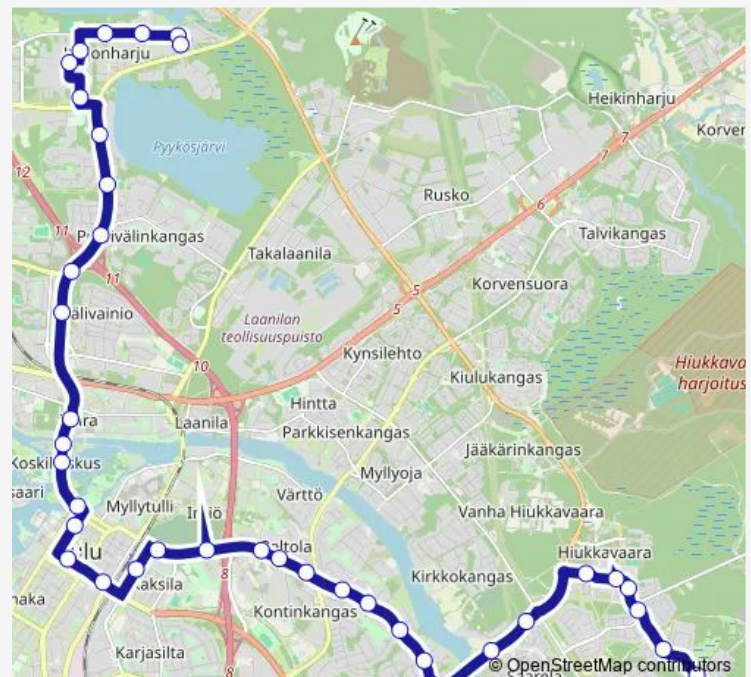 Heikinharju
Korver
Pyykösjärvi
7
7
12
Rusko
6
11
Takalaanila
Talvikangas
11
Korvensuora
5
5
Laanilan
teollisuuspuisto
Kynsilehto
10
Hiukkava
harjoitus
Kiulukangas
Hintta
Laanila
Parkkisenkangas
Jääkärinkangas
Myllyoja
Värttö
Myllytulli
Vanha Hiukkavaara
Hiukkavaara
8
Kirkkokangas
Kontinkangas
Karjasilta
8
© OpenStreetMap contributors